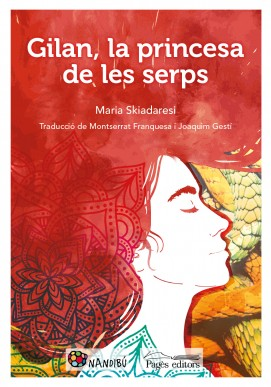 Gilan, la princesa
de les serps
Maria Skiadaresi
Traducció de Montserrat Franquesa i Joaquim Gestí
NANDIBÚ
Pagès editors